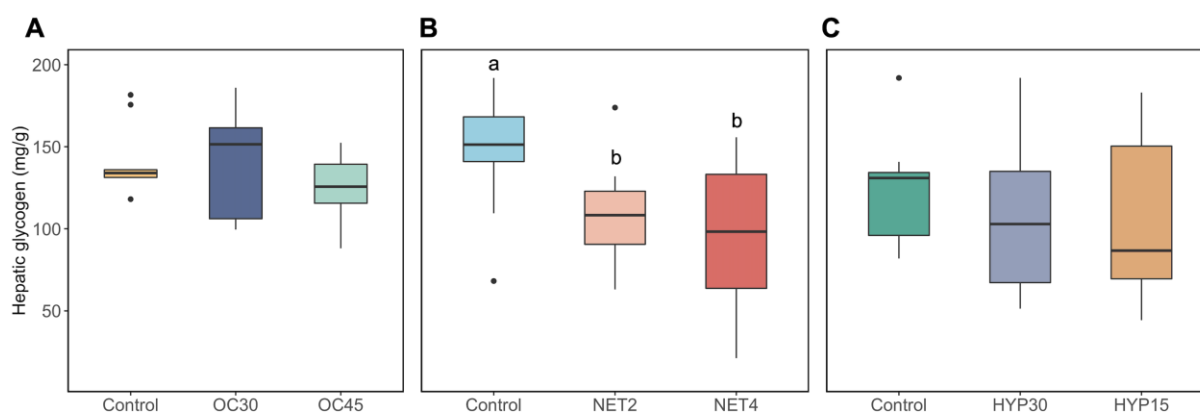 A
B
C
Hepatic glycogen (mg/g)
200
150
100
50
a
b
b
Control OC30 OC45
Control NET2 NET4
Control HYP30 HYP15